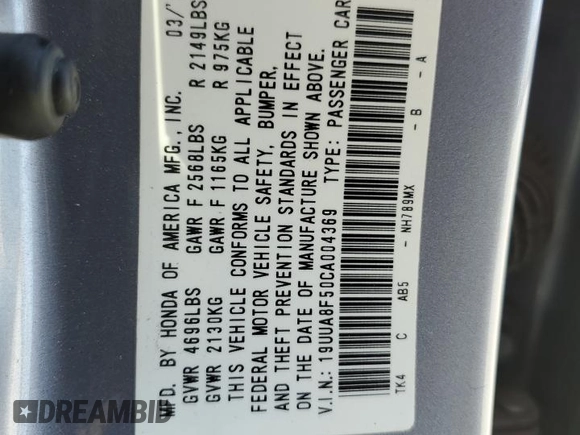 MFD. BY HONDA OF AMERICA MFG., INC. 03/
GVWR 4696LBS GAWR F 2568LBS R 2149LBS
GVWR 2130KG GAWR F 1165KG R 975KG
THIS VEHICLE CONFORMS TO ALL APPLICABLE
FEDERAL MOTOR VEHICLE SAFETY, BUMPER,
AND THEFT PREVENTION STANDARDS IN EFFECT
ON THE DATE OF MANUFACTURE SHOWN ABOVE.
V.I.N.: 19UUA8F50CA004369 TYPE: PASSENGER CAR
TK4 C AB5 - NH789MX - B - A
DREAMBID